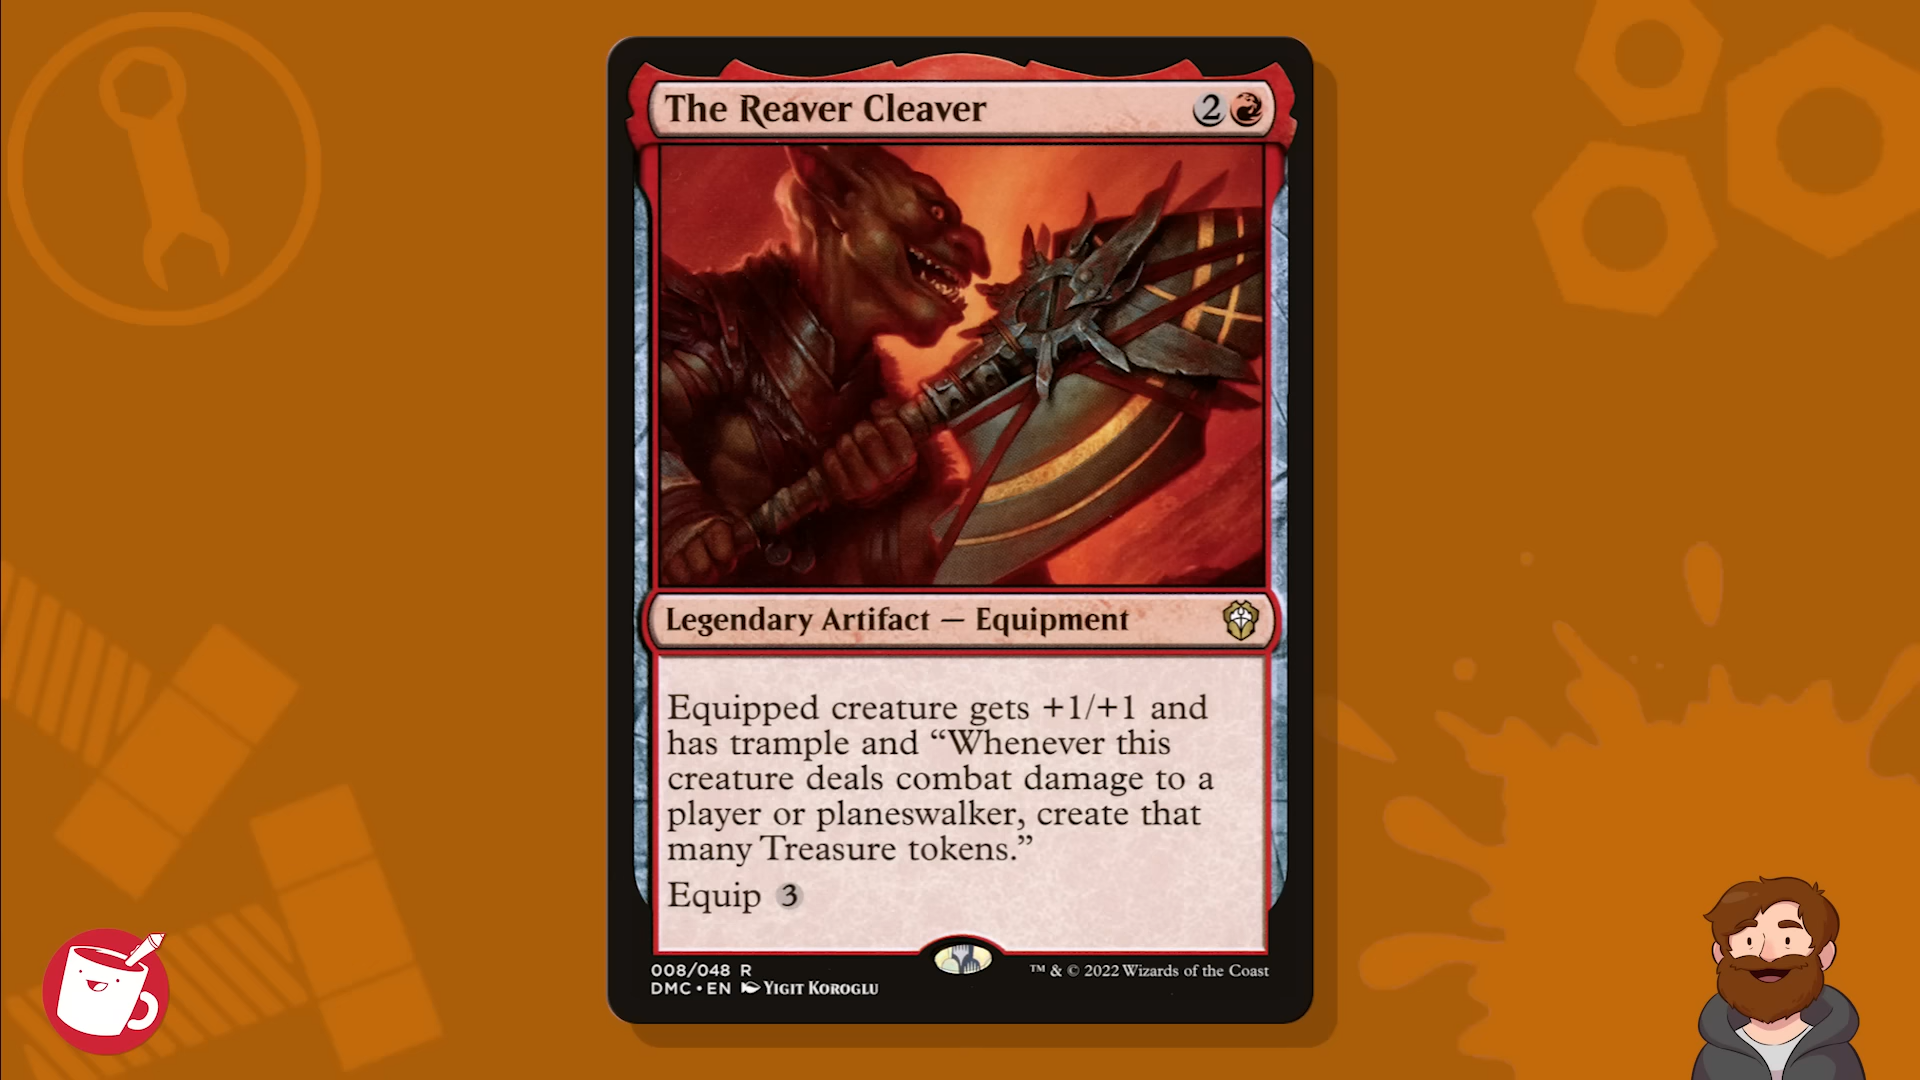 The Reaver Cleaver 2
Legendary Artifact — Equipment
Equipped creature gets +1/+1 and
has trample and “Whenever this
creature deals combat damage to a
player or planeswalker, create that
many Treasure tokens.”
Equip 3
008/048 R
DMC • EN Yigit Koroglu
™ & © 2022 Wizards of the Coast